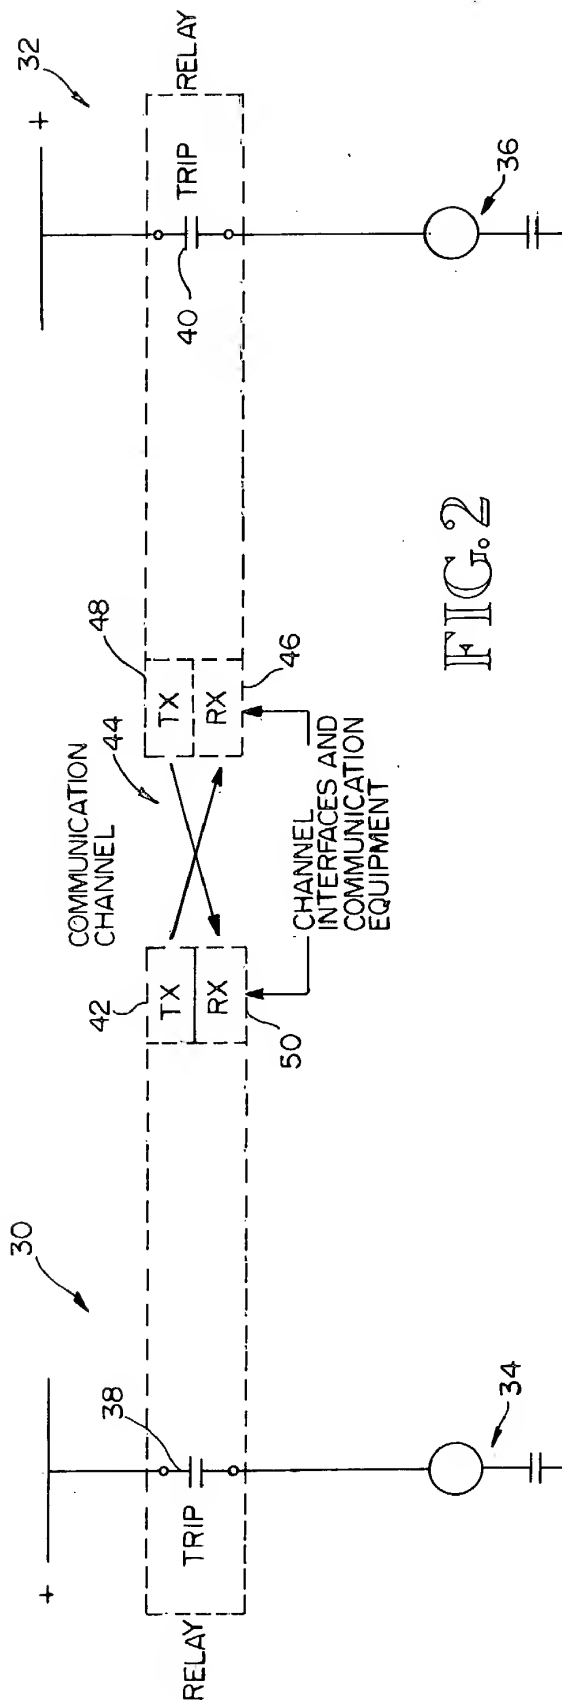 30
32
+
+
RELAY
TRIP
38
42
TX
RX
50
COMMUNICATION
CHANNEL
44
48
TX
RX
46
40
TRIP
RELAY
CHANNEL
INTERFACES AND
COMMUNICATION
EQUIPMENT
34
36
FIG. 2